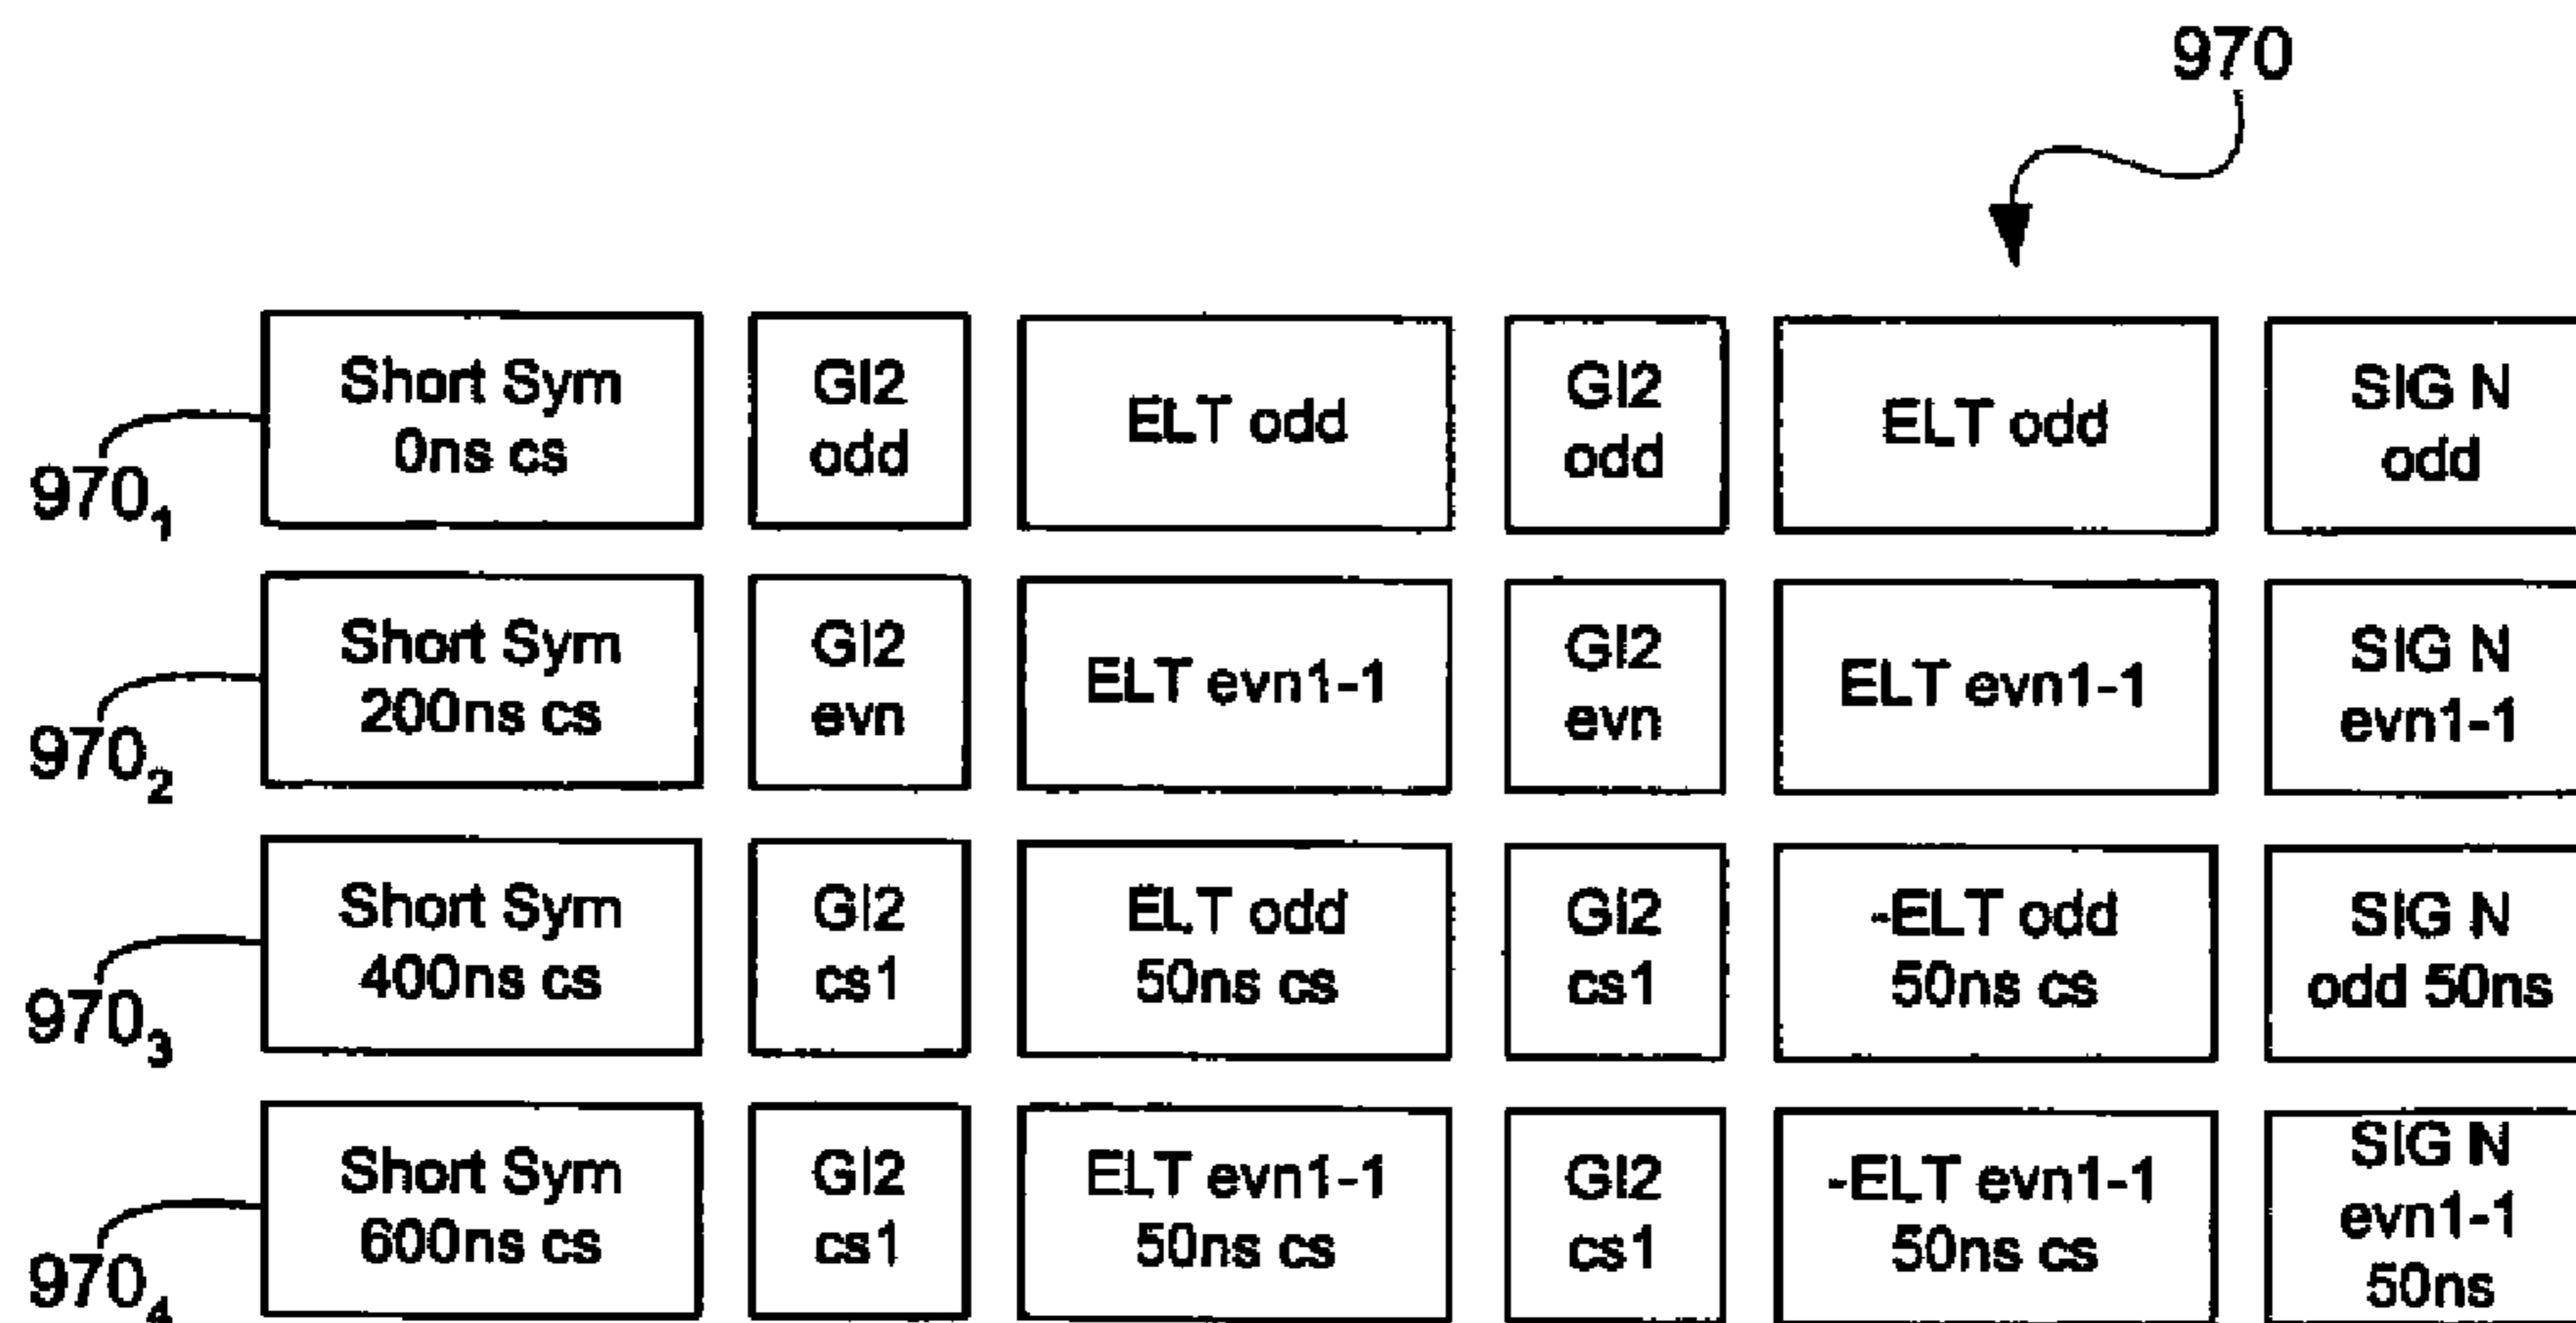 970
970₁
Short Sym
0ns cs
GI2
odd
ELT odd
GI2
odd
ELT odd
SIG N
odd
970₂
Short Sym
200ns cs
GI2
evn
ELT evn1-1
GI2
evn
ELT evn1-1
SIG N
evn1-1
970₃
Short Sym
400ns cs
GI2
cs1
ELT odd
50ns cs
GI2
cs1
-ELT odd
50ns cs
SIG N
odd 50ns
970₄
Short Sym
600ns cs
GI2
cs1
ELT evn1-1
50ns cs
GI2
cs1
-ELT evn1-1
50ns cs
SIG N
evn1-1
50ns